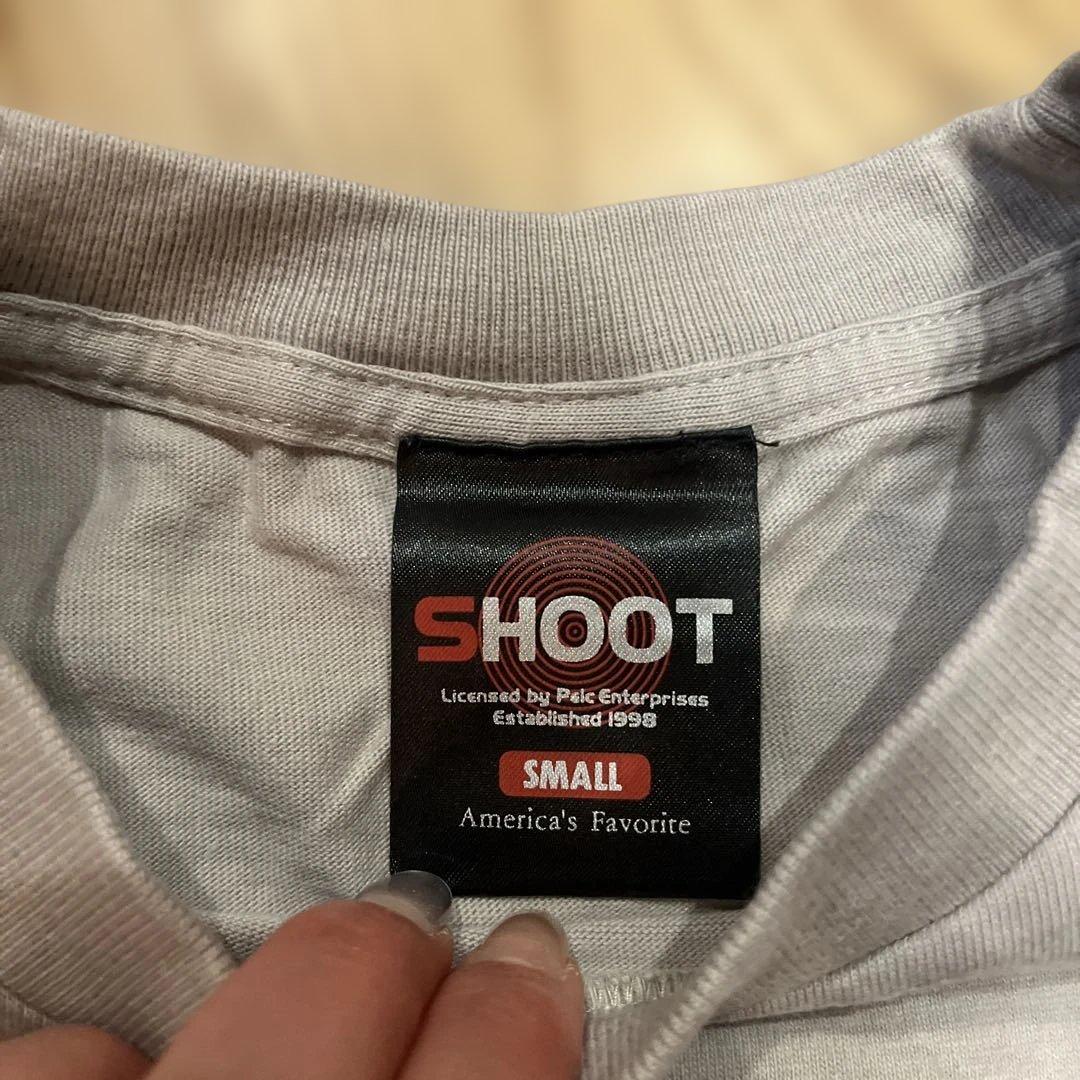 SHOOT
Licensed by Pelc Enterprises
Established 1998
SMALL
America's Favorite